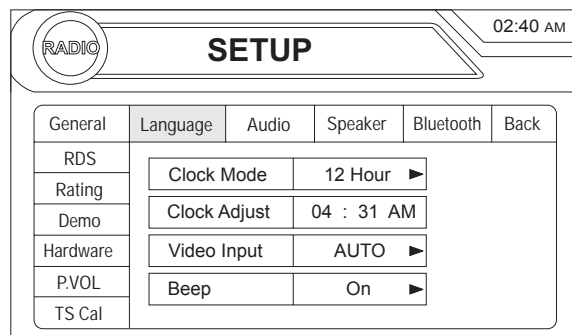 02:40 AM
RADIO
SETUP
General Language Audio Speaker Bluetooth Back
RDS
Rating
Demo
Hardware
P.VOL
TS Cal
Clock Mode 12 Hour
Clock Adjust 04 : 31 AM
Video Input AUTO
Beep On